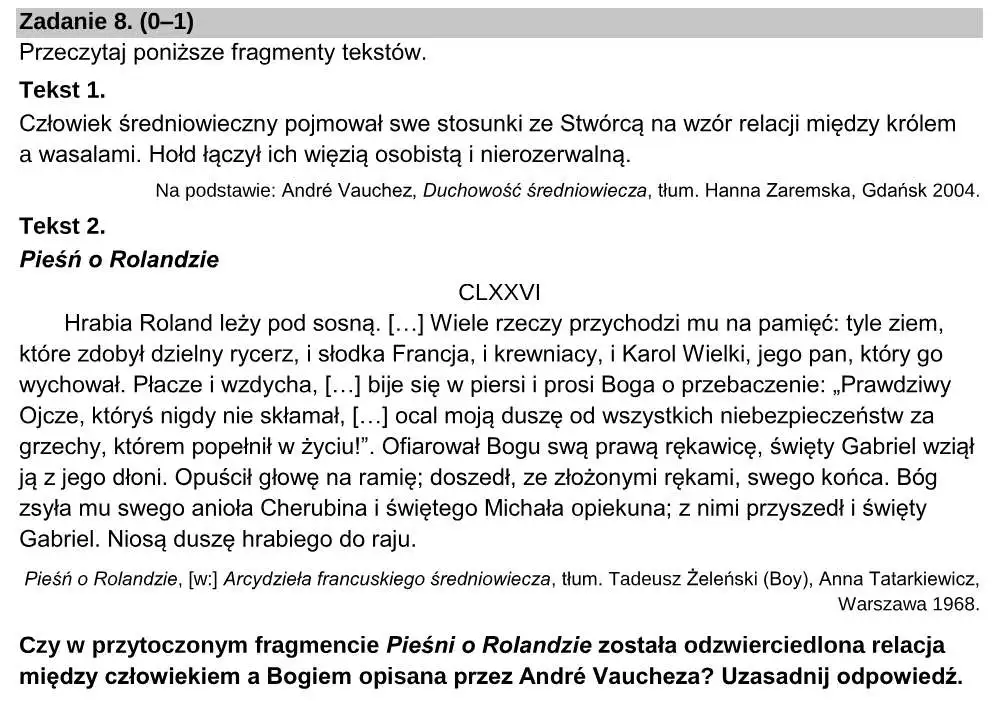 Zadanie 8. (0–1)
Przeczytaj poniższe fragmenty tekstów.
Tekst 1.
Człowiek średniowieczny pojmował swe stosunki ze Stwórcą na wzór relacji między królem
a wasalami. Hołd łączył ich więzią osobistą i nierozerwalną.
Na podstawie: André Vauchez, Duchowość średniowiecza, tłum. Hanna Zaremska, Gdańsk 2004.
Tekst 2.
Pieśń o Rolandzie
CLXXVI
Hrabia Roland leży pod sosną. […] Wiele rzeczy przychodzi mu na pamięć: tyle ziem,
które zdobył dzielny rycerz, i słodka Francja, i krewniacy, i Karol Wielki, jego pan, który go
wychował. Płacze i wzdycha, […] bije się w piersi i prosi Boga o przebaczenie: „Prawdziwy
Ojcze, któryś nigdy nie skłamał, […] ocal moją duszę od wszystkich niebezpieczeństw za
grzechy, którem popełnił w życiu!”. Ofiarował Bogu swą prawą rękawicę, święty Gabriel wziął
ją z jego dłoni. Opuścił głowę na ramię; doszedł, ze złożonymi rękami, swego końca. Bóg
zsyła mu swego anioła Cherubina i świętego Michała opiekuna; z nimi przyszedł i święty
Gabriel. Niosą duszę hrabiego do raju.
Pieśń o Rolandzie, [w:] Arcydzieła francuskiego średniowiecza, tłum. Tadeusz Żeleński (Boy), Anna Tatarkiewicz,
Warszawa 1968.
Czy w przytoczonym fragmencie Pieśni o Rolandzie została odzwierciedlona relacja
między człowiekiem a Bogiem opisana przez André Vaucheza? Uzasadnij odpowiedź.